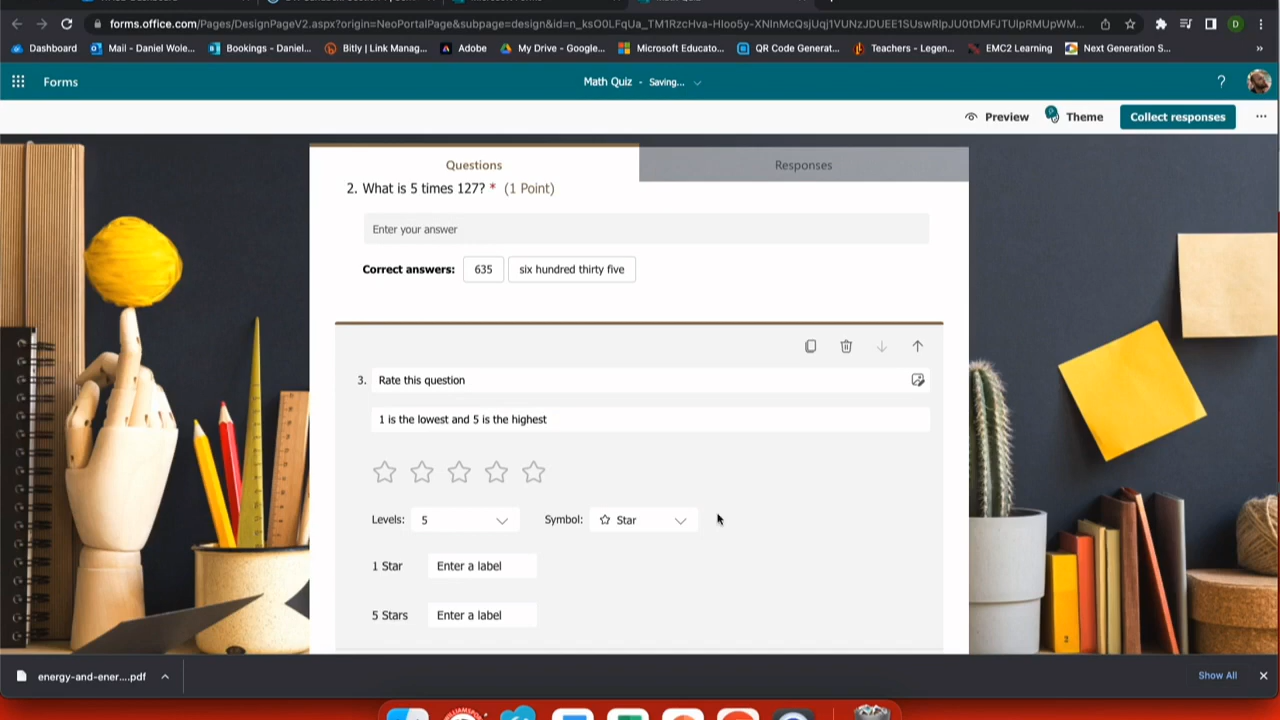 forms.office.com/Pages/DesignPageV2.aspx?origin=NeoPortalPage&subpage=design&id=n_ksO0LFqUa_TM1RzcHva-HIoo5y-XNInMcQsjUqj1VUNzJDUEE1SUswRlpJU0tDMFJTUlpRMUpWM...
D
Dashboard
Mail - Daniel Wole...
Bookings - Daniel...
Bitly | Link Manag...
Adobe
My Drive - Google...
Microsoft Educato...
QR Code Generat...
Teachers - Legen...
EMC2 Learning
Next Generation S...
»
Forms
Math Quiz - Saving...
?
Preview
Theme
Collect responses
Questions
Responses
2. What is 5 times 127? * (1 Point)
Enter your answer
Correct answers: 635 six hundred thirty five
3. Rate this question
1 is the lowest and 5 is the highest
Levels: 5 Symbol: Star
1 Star Enter a label
5 Stars Enter a label
2
energy-and-ener....pdf
Show All